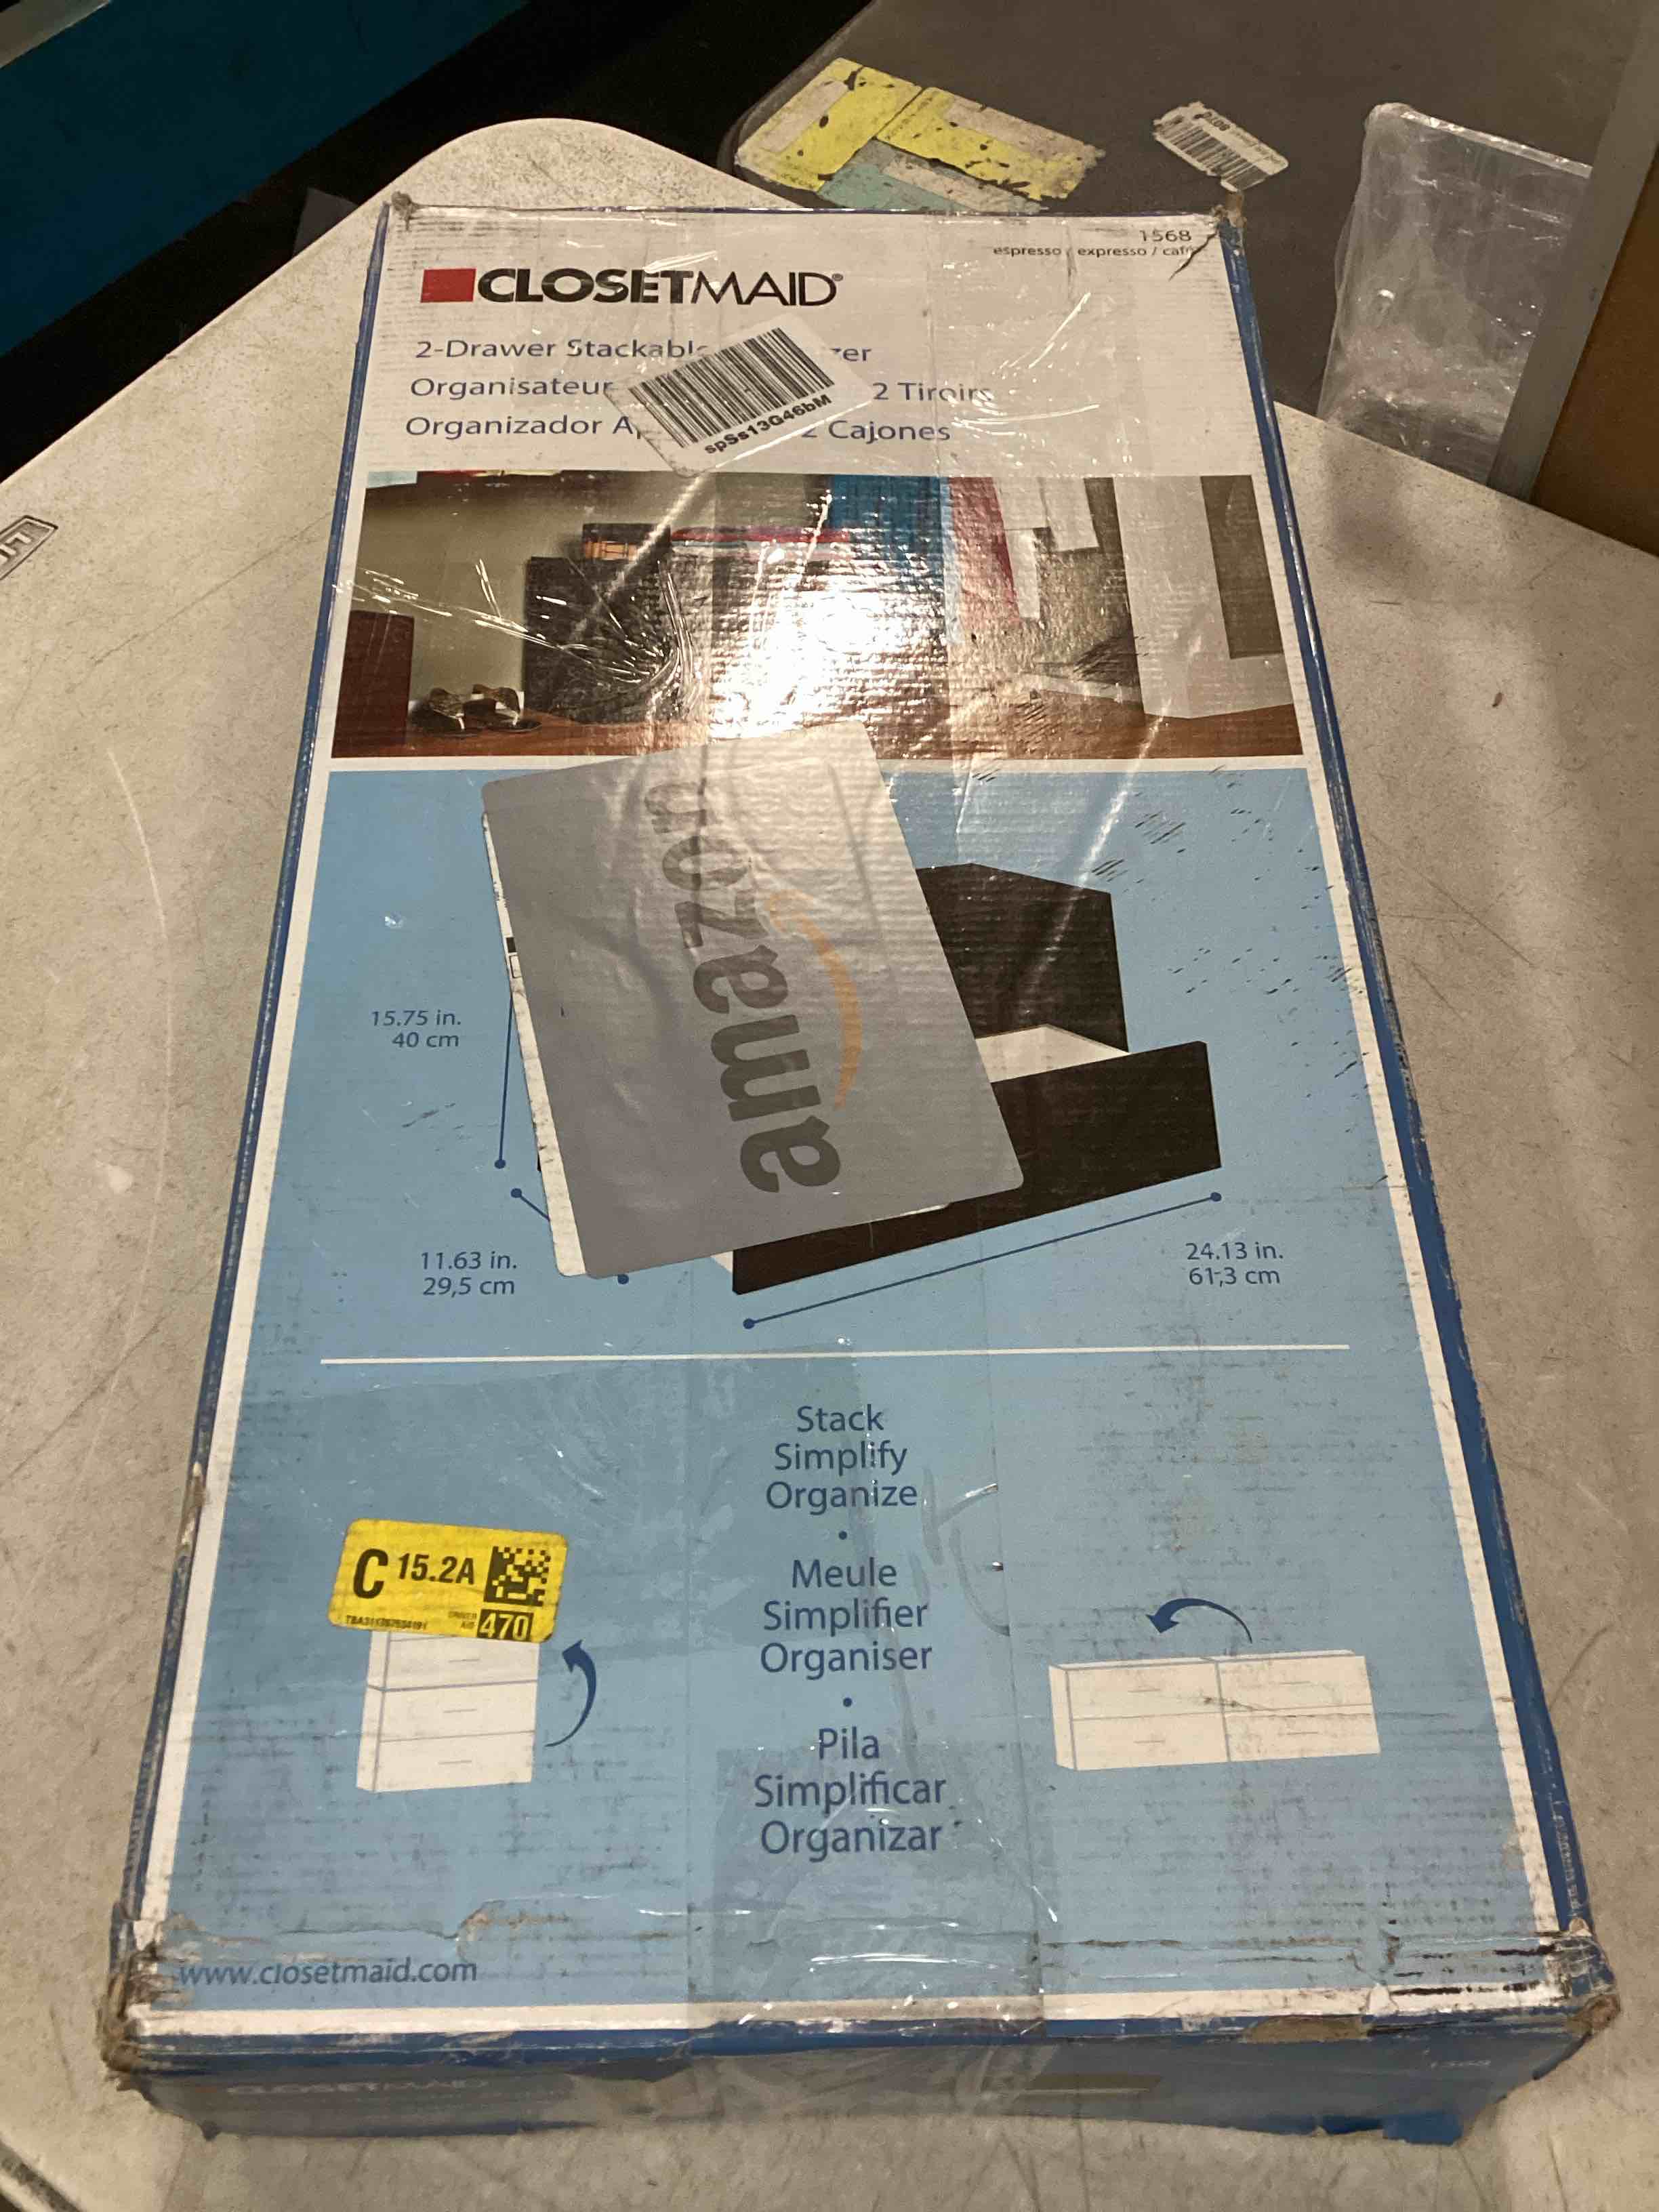 1568
espresso / expresso /
CLOSETMAID®
2-Drawer
Organisateur 2 Tiroirs
Organizador 2 Cajones
spSs13G46bM
amazon
15.75 in.
40 cm
11.63 in.
29,5 cm
24.13 in.
61,3 cm
Stack
Simplify
Organize
•
Meule
Simplifier
Organiser
•
Pila
Simplificar
Organizar
C 15.2A
470
www.closetmaid.com
CLOSETMAID